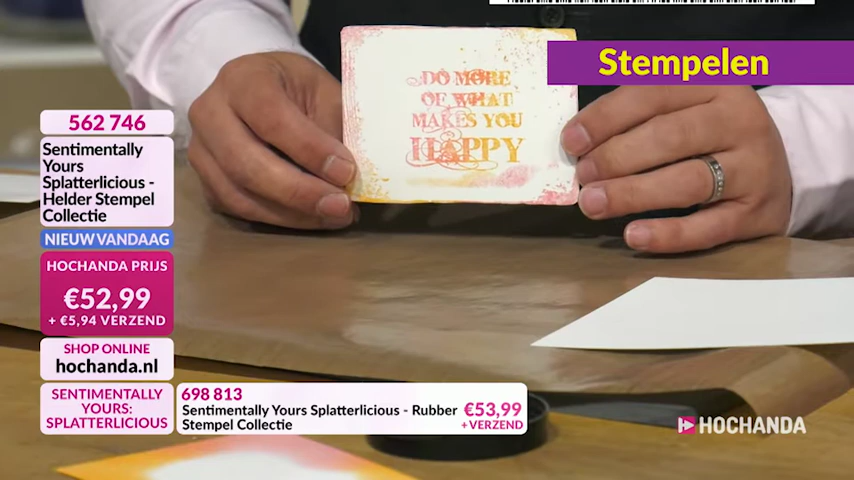 Stempelen
DO MORE
OF WHAT
MAKES YOU
HAPPY
562 746
Sentimentally
Yours
Splatterlicious -
Helder Stempel
Collectie
NIEUW VANDAAG
HOCHANDA PRIJS
€52,99
+ €5,94 VERZEND
SHOP ONLINE
hochanda.nl
SENTIMENTALLY
YOURS:
SPLATTERLICIOUS
698 813
Sentimentally Yours Splatterlicious - Rubber
Stempel Collectie
€53,99
+ VERZEND
HOCHANDA